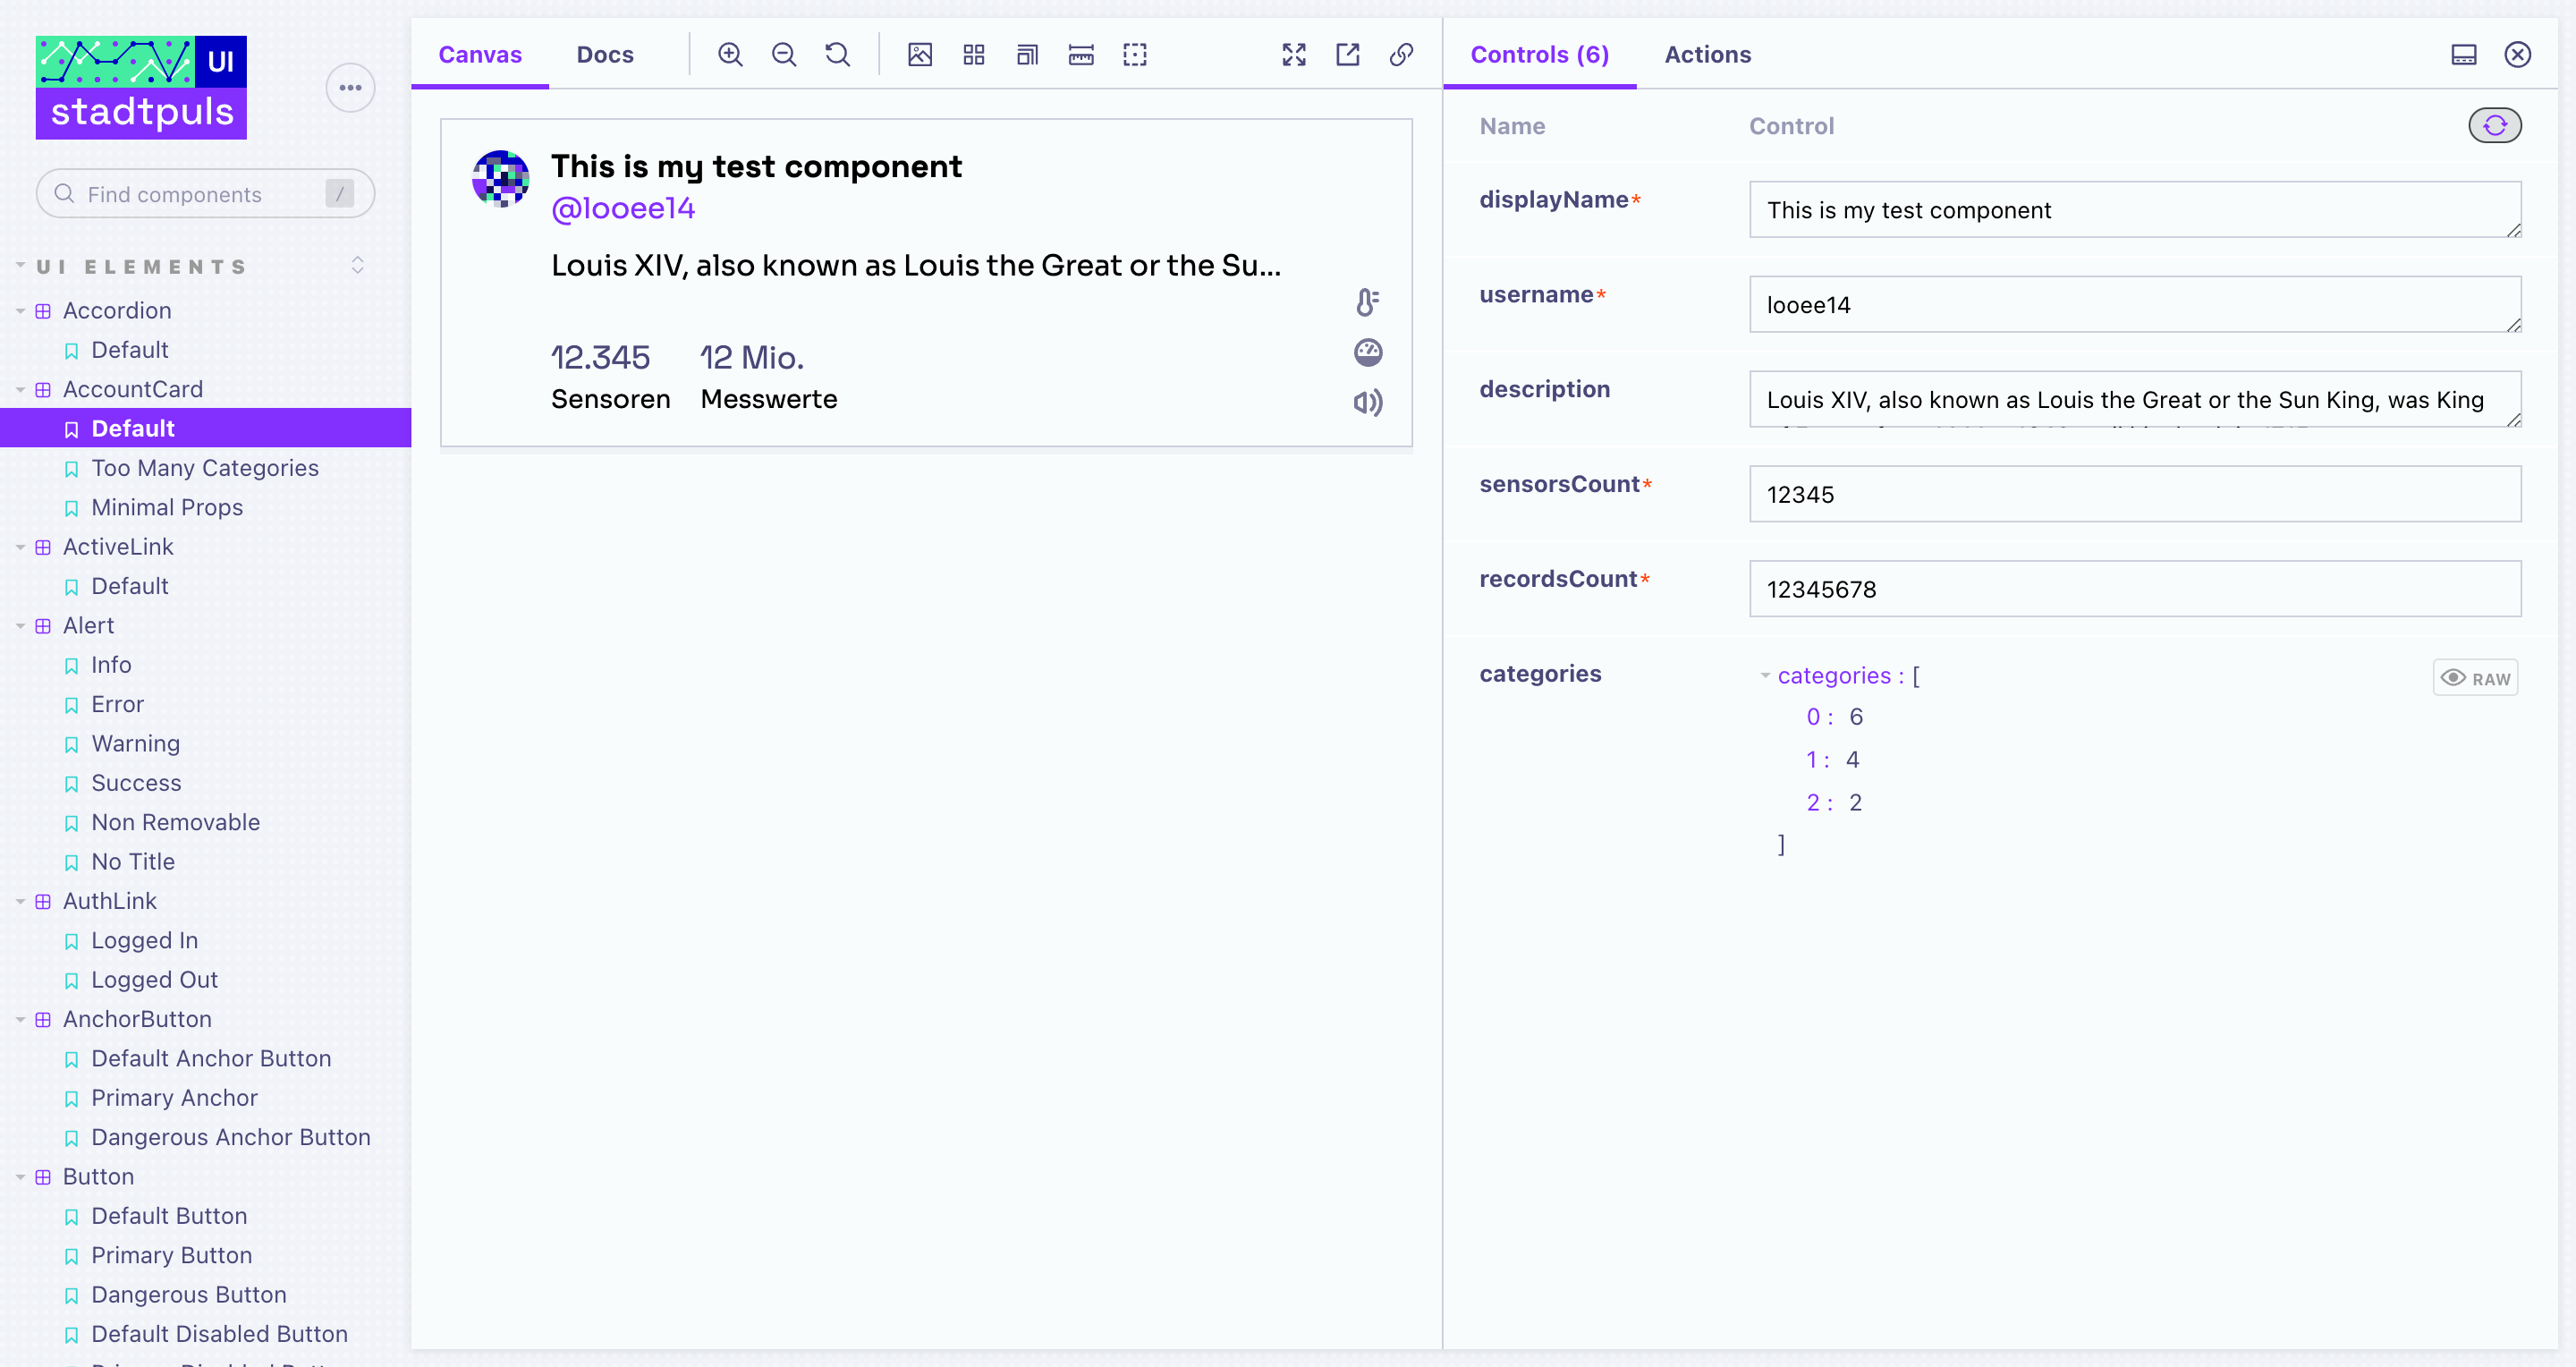 UI
stadtpuls
Find components
/
UI ELEMENTS
Accordion
Default
AccountCard
Default
Too Many Categories
Minimal Props
ActiveLink
Default
Alert
Info
Error
Warning
Success
Non Removable
No Title
AuthLink
Logged In
Logged Out
AnchorButton
Default Anchor Button
Primary Anchor
Dangerous Anchor Button
Button
Default Button
Primary Button
Dangerous Button
Default Disabled Button
Canvas
Docs
This is my test component
@looee14
Louis XIV, also known as Louis the Great or the Su...
12.345
12 Mio.
Sensoren
Messwerte
Controls (6)
Actions
Name
Control
displayName*
This is my test component
username*
looee14
description
Louis XIV, also known as Louis the Great or the Sun King, was King
sensorsCount*
12345
recordsCount*
12345678
categories
categories : [
RAW
0 : 6
1 : 4
2 : 2
]